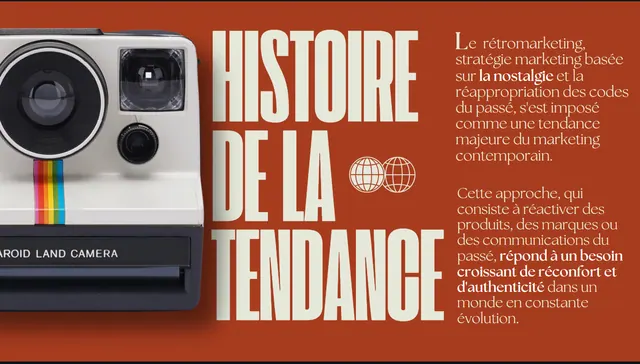 HISTOIRE
DE LA
TENDANCE
Le rétromarketing,
stratégie marketing basée
sur la nostalgie et la
réappropriation des codes
du passé, s'est imposé
comme une tendance
majeure du marketing
contemporain.
Cette approche, qui
consiste à réactiver des
produits, des marques ou
des communications du
passé, répond à un besoin
croissant de réconfort et
d'authenticité dans un
monde en constante
évolution.
AROID LAND CAMERA